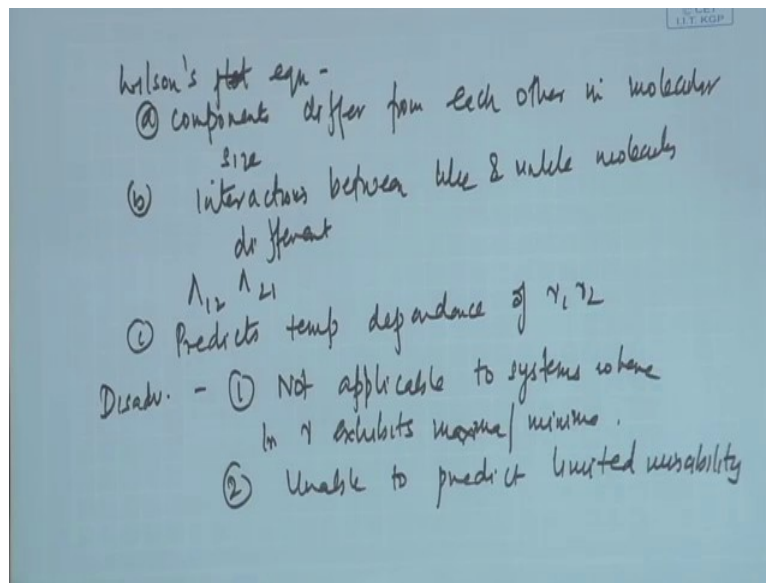 I.I.T. KGP
Wilson's eqn -
(a) components differ from each other in molecular
size
(b) Interactions between like & unlike molecules
different
Λ12 Λ21
(c) Predicts temp dependence of γ1 γ2
Disadv. - (1) Not applicable to systems where
ln γ exhibits maxima/minima.
(2) Unable to predict limited miscibility